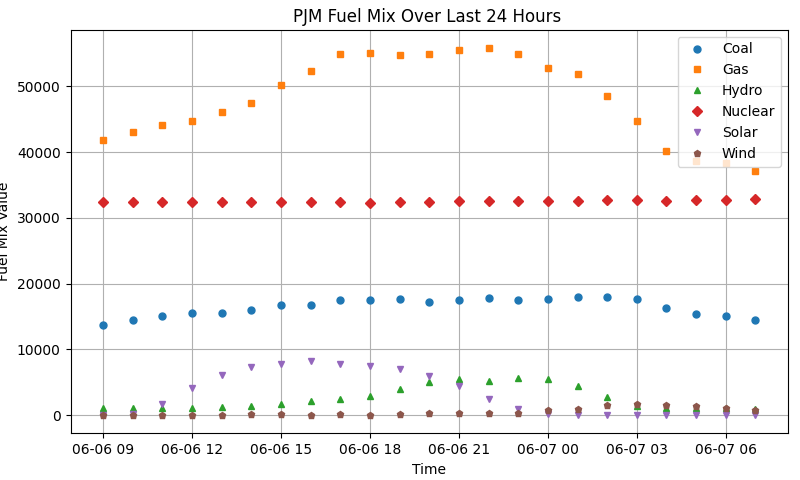 PJM Fuel Mix Over Last 24 Hours
Coal
Gas
Hydro
Nuclear
Solar
Wind
50000
40000
30000
20000
10000
0
Fuel Mix Value
06-06 09 06-06 12 06-06 15 06-06 18 06-06 21 06-07 00 06-07 03 06-07 06
Time